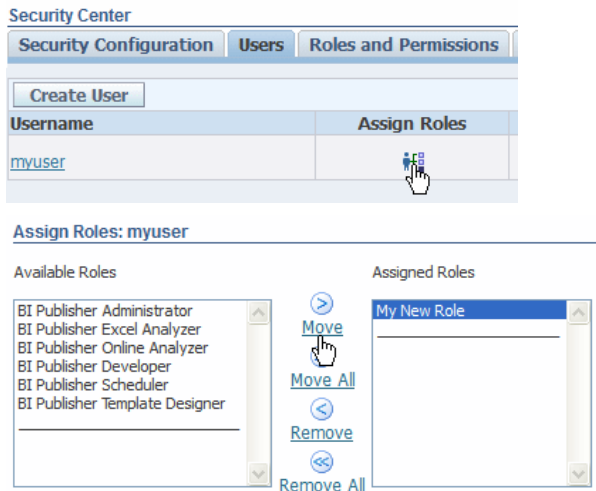 Security Center
Security Configuration Users Roles and Permissions
Create User
Username Assign Roles
myuser
Assign Roles: myuser
Available Roles Assigned Roles
BI Publisher Administrator
BI Publisher Excel Analyzer
BI Publisher Online Analyzer
BI Publisher Developer
BI Publisher Scheduler
BI Publisher Template Designer
Move
Move All
Remove
Remove All
My New Role